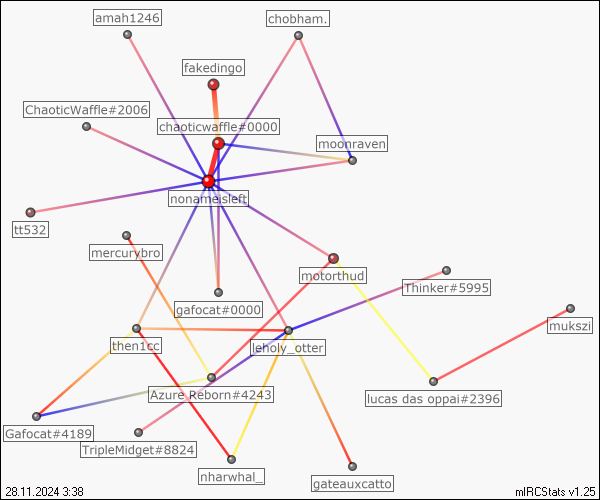 amah1246
chobham.
fakedingo
ChaoticWaffle#2006
chaoticwaffle#0000
moonraven
nonameisleft
tt532
mercurybro
motorthud
Thinker#5995
gafocat#0000
mukszi
then1cc
leholy_otter
Azure Reborn#4243
lucas das oppai#2396
Gafocat#4189
TripleMidget#8824
nharwhal_
gateauxcatto
28.11.2024 3:38
mIRCStats v1.25